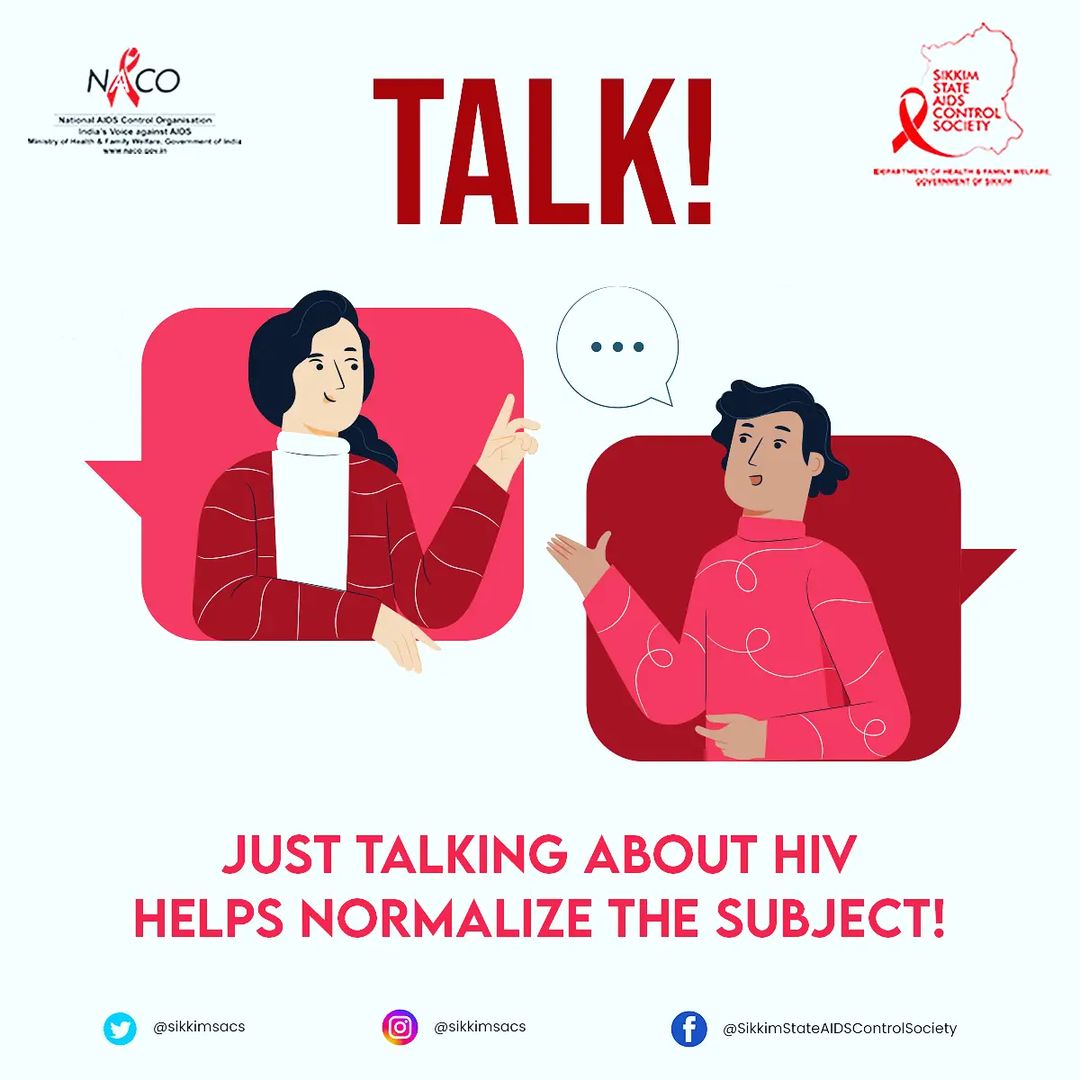 NACO
National AIDS Control Organisation
India's Voice against AIDS
Ministry of Health & Family Welfare, Government of India
www.naco.gov.in
TALK!
SIKKIM
STATE
AIDS
CONTROL
SOCIETY
DEPARTMENT OF HEALTH & FAMILY WELFARE,
GOVERNMENT OF SIKKIM
JUST TALKING ABOUT HIV
HELPS NORMALIZE THE SUBJECT!
@sikkimsacs
@sikkimsacs
@SikkimStateAIDSControlSociety